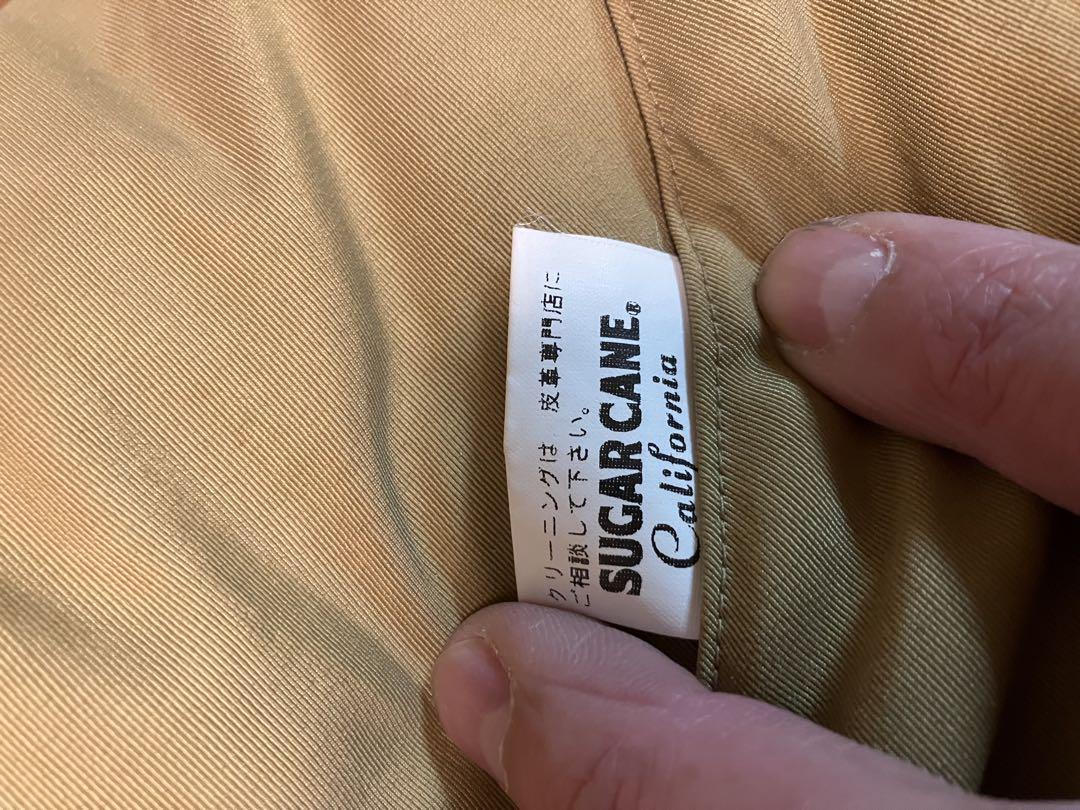 クリーニングは、皮革専門店に
ご相談して下さい。
SUGAR CANE®
California